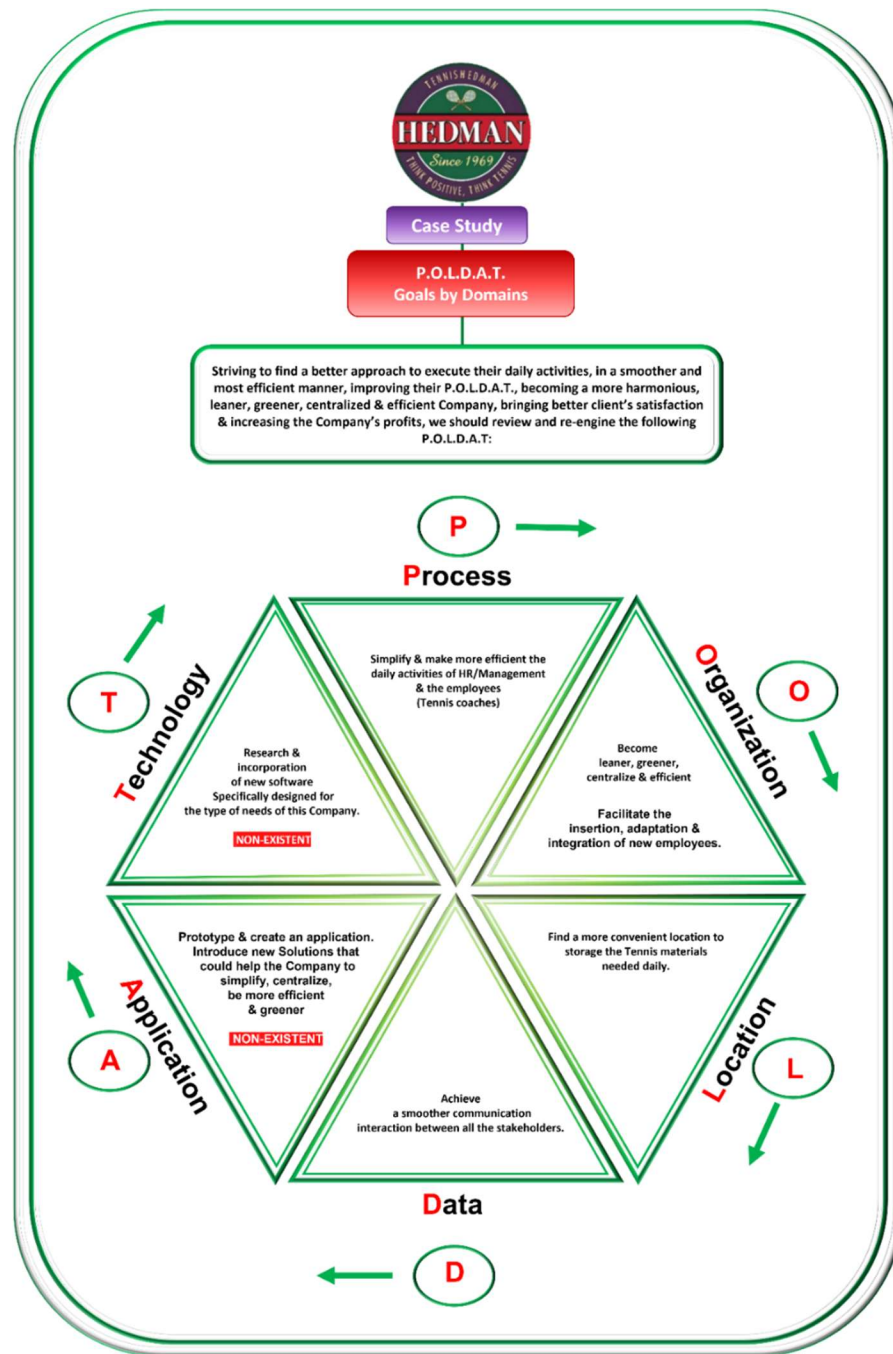 TENNISHEDMAN
HEDMAN
Since 1969
THINK POSITIVE, THINK TENNIS
Case Study
P.O.L.D.A.T.
Goals by Domains
Striving to find a better approach to execute their daily activities, in a smoother and
most efficient manner, improving their P.O.L.D.A.T., becoming a more harmonious,
leaner, greener, centralized & efficient Company, bringing better client's satisfaction
& increasing the Company's profits, we should review and re-engine the following
P.O.L.D.A.T:
P
Process
Simplify & make more efficient the
daily activities of HR/Management
& the employees
(Tennis coaches)
O
Organization
Become
leaner, greener,
centralize & efficient
Facilitate the
insertion, adaptation &
integration of new employees.
L
Location
Find a more convenient location to
storage the Tennis materials
needed daily.
D
Data
Achieve
a smoother communication
interaction between all the stakeholders.
A
Application
Prototype & create an application.
Introduce new Solutions that
could help the Company to
simplify, centralize,
be more efficient
& greener
NON-EXISTENT
T
Technology
Research &
incorporation
of new software
Specifically designed for
the type of needs of this Company.
NON-EXISTENT